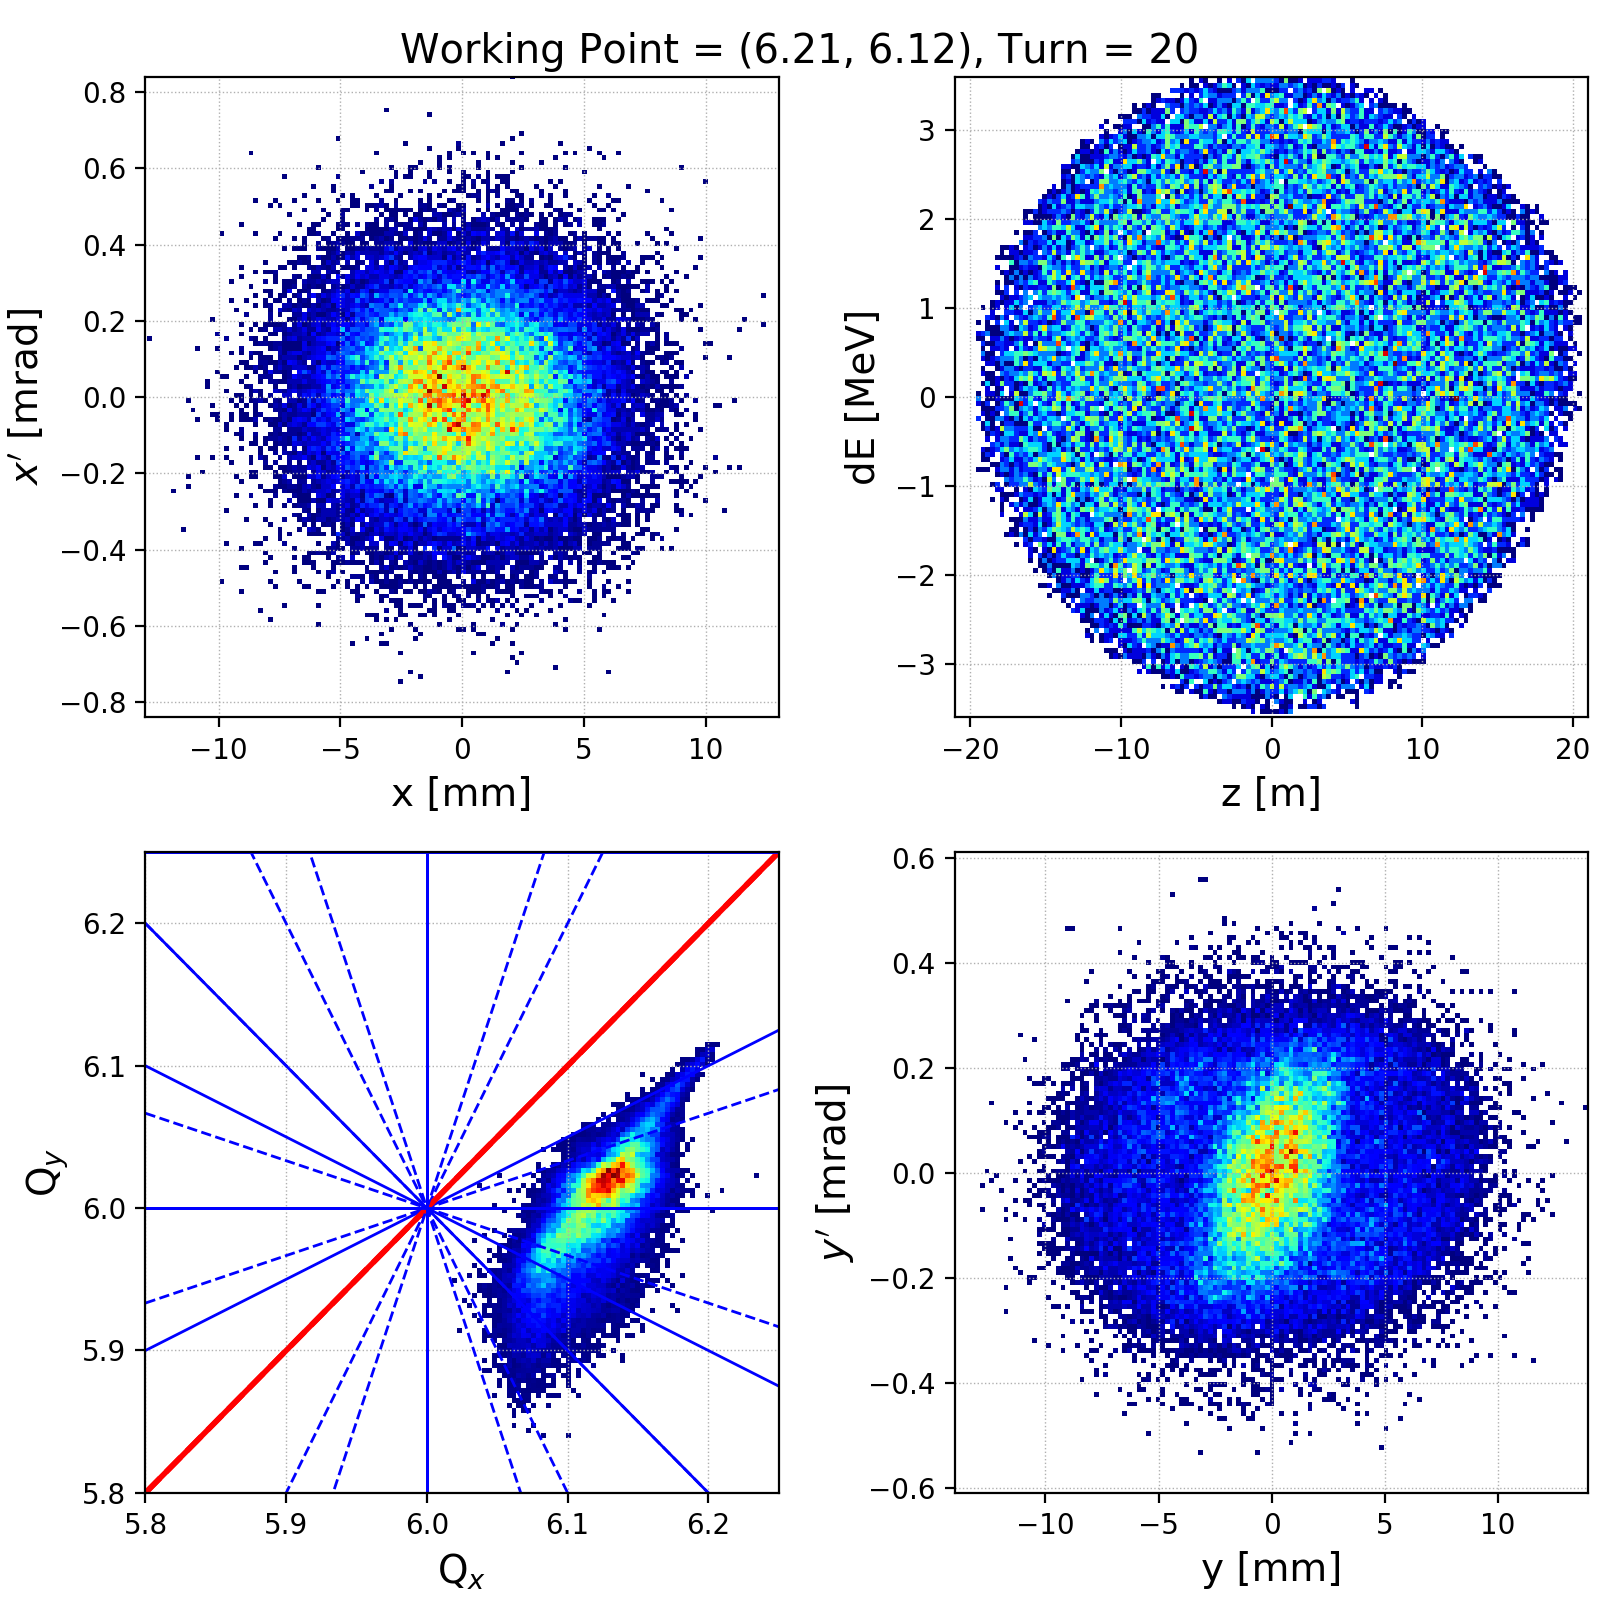 Working Point = (6.21, 6.12), Turn = 20
0.8
0.6
0.4
0.2
0.0
−0.2
−0.4
−0.6
−0.8
x′ [mrad]
−10 −5 0 5 10
x [mm]
3
2
1
0
−1
−2
−3
dE [MeV]
−20 −10 0 10 20
z [m]
6.2
6.1
6.0
5.9
5.8
Qy
5.8 5.9 6.0 6.1 6.2
Qx
0.6
0.4
0.2
0.0
−0.2
−0.4
−0.6
y′ [mrad]
−10 −5 0 5 10
y [mm]